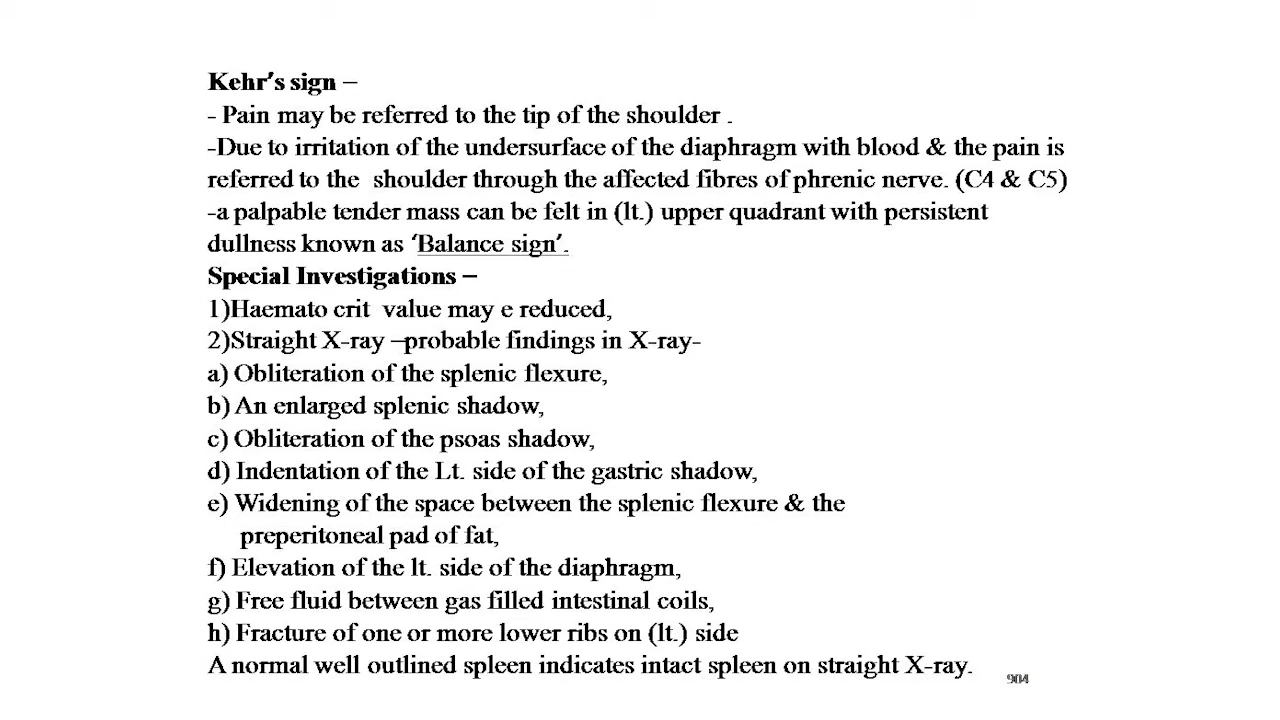 Kehr's sign –
- Pain may be referred to the tip of the shoulder .
-Due to irritation of the undersurface of the diaphragm with blood & the pain is
referred to the  shoulder through the affected fibres of phrenic nerve. (C4 & C5)
-a palpable tender mass can be felt in (lt.) upper quadrant with persistent
dullness known as 'Balance sign'.
Special Investigations –
1)Haemato crit  value may e reduced,
2)Straight X-ray –probable findings in X-ray-
a) Obliteration of the splenic flexure,
b) An enlarged splenic shadow,
c) Obliteration of the psoas shadow,
d) Indentation of the Lt. side of the gastric shadow,
e) Widening of the space between the splenic flexure & the
preperitoneal pad of fat,
f) Elevation of the lt. side of the diaphragm,
g) Free fluid between gas filled intestinal coils,
h) Fracture of one or more lower ribs on (lt.) side
A normal well outlined spleen indicates intact spleen on straight X-ray.
904